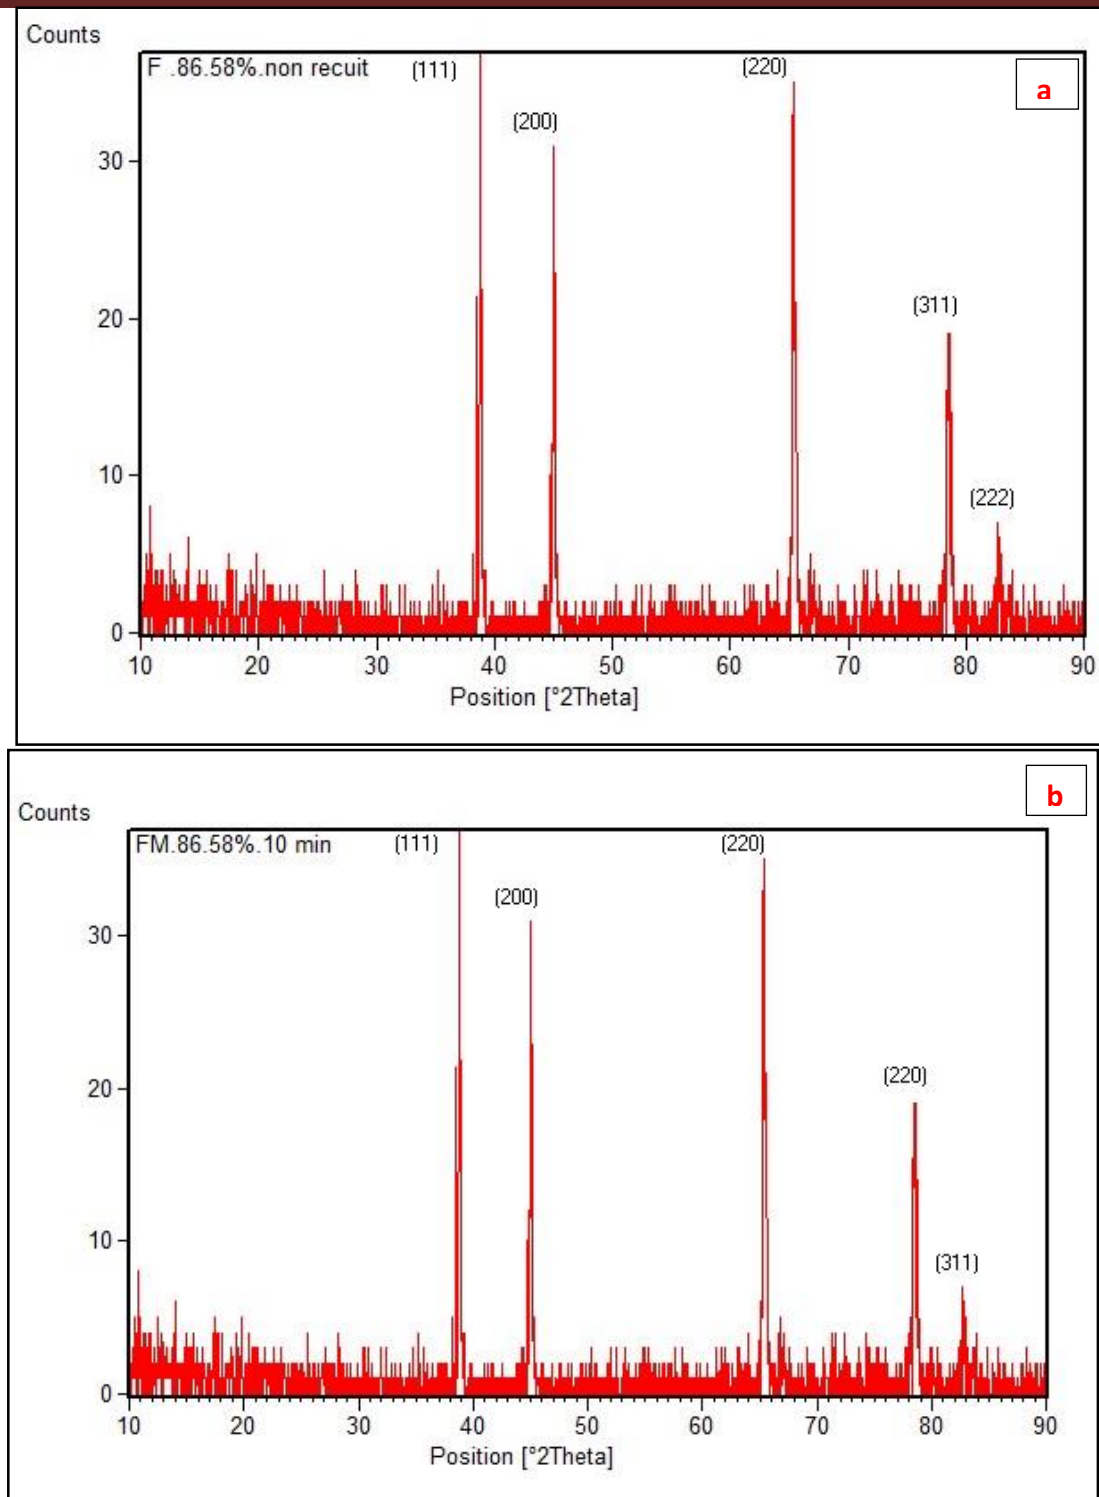 Counts
F .86.58%.non recuit
(111)
(220)
a
(200)
30
20
(311)
10
(222)
0
10 20 30 40 50 60 70 80 90
Position [°2Theta]
b
Counts
FM.86.58%.10 min
(111)
(220)
(200)
30
20
(220)
10
(311)
0
10 20 30 40 50 60 70 80 90
Position [°2Theta]